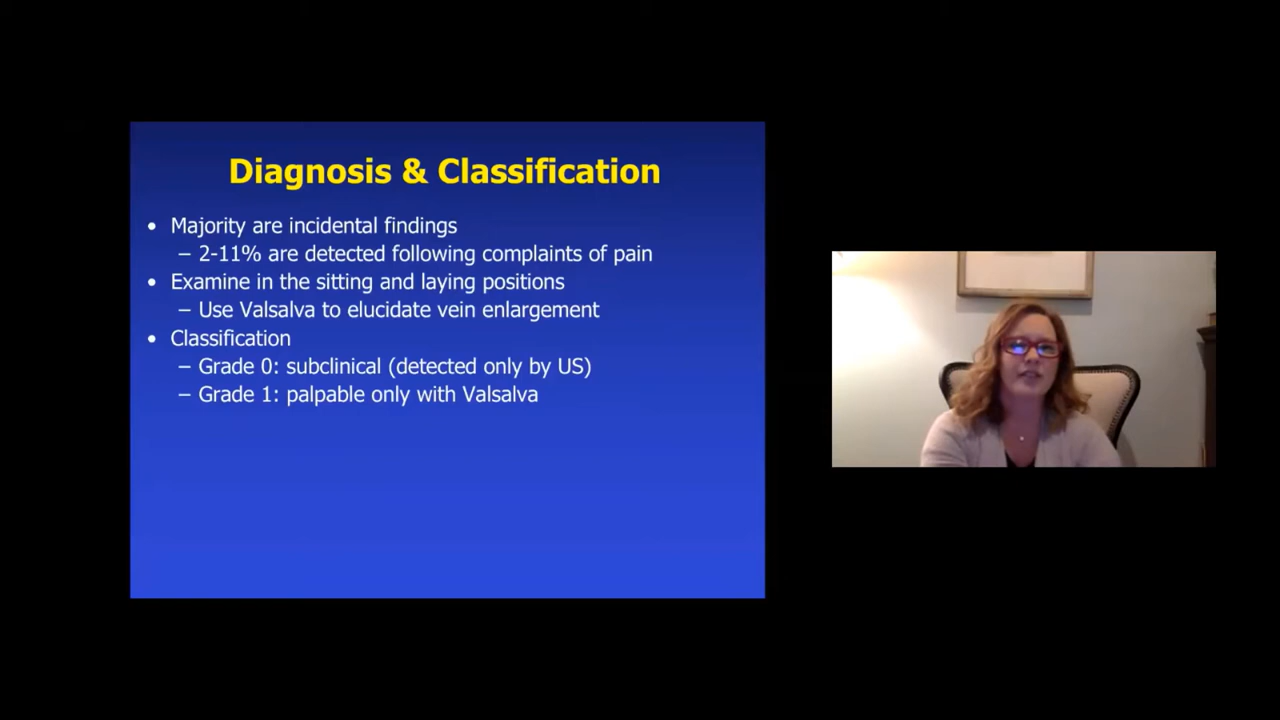 Diagnosis & Classification
• Majority are incidental findings
– 2-11% are detected following complaints of pain
• Examine in the sitting and laying positions
– Use Valsalva to elucidate vein enlargement
• Classification
– Grade 0: subclinical (detected only by US)
– Grade 1: palpable only with Valsalva